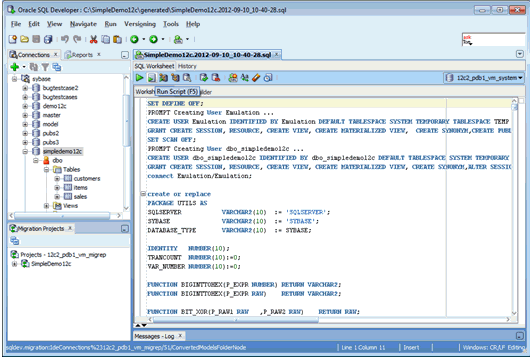 Oracle SQL Developer : C:\SimpleDemo12c\generated\SimpleDemo12c.2012-09-10_10-40-28.sql
File Edit View Navigate Run Versioning Tools Help
Connections
Reports
sybase
bugtestcase2
bugtestcases
demo12c
master
model
pubs2
pubs3
simpledemo12c
dbo
Tables
customers
items
sales
Views
Migration Projects
Projects - 12c2_pdb1_vm_migrep
SimpleDemo12c
SimpleDemo12c.2012-09-10_10-40-28.sql
SQL Worksheet History
12c2_pdb1_vm_system
Worksh Run Script (F5) ilder
SET DEFINE OFF;
PROMPT Creating User Emulation ...
CREATE USER Emulation IDENTIFIED BY Emulation DEFAULT TABLESPACE SYSTEM TEMPORARY TABLESPACE TEMP
GRANT CREATE SESSION, RESOURCE, CREATE VIEW, CREATE MATERIALIZED VIEW, CREATE SYNONYM,CREATE PUB
SET SCAN OFF;
PROMPT Creating User dbo_simpledemo12c ...
CREATE USER dbo_simpledemo12c IDENTIFIED BY dbo_simpledemo12c DEFAULT TABLESPACE SYSTEM TEMPORARY
GRANT CREATE SESSION, RESOURCE, CREATE VIEW, CREATE MATERIALIZED VIEW, CREATE SYNONYM,ALTER SESSION
connect Emulation/Emulation;
create or replace
PACKAGE UTILS AS
SQLSERVER VARCHAR2(10) := 'SQLSERVER';
SYBASE VARCHAR2(10) := 'SYBASE';
DATABASE_TYPE VARCHAR2(10) := SYBASE;
IDENTITY NUMBER(10);
TRANCOUNT NUMBER(10):=0;
VAR_NUMBER NUMBER(10):=0;
FUNCTION BIGINTTOHEX(P_EXPR NUMBER) RETURN VARCHAR2;
FUNCTION BIGINTTOHEX(P_EXPR RAW) RETURN VARCHAR2;
FUNCTION BIT_XOR(P_RAW1 RAW ,P_RAW2 RAW) RETURN RAW;
Messages - Log
sqldev.migration:IdeConnections%2312c2_pdb1_vm_migrep/51/ConvertedModelsFolderNode
Line 1 Column 11
Insert
Windows: CR/LF Editing